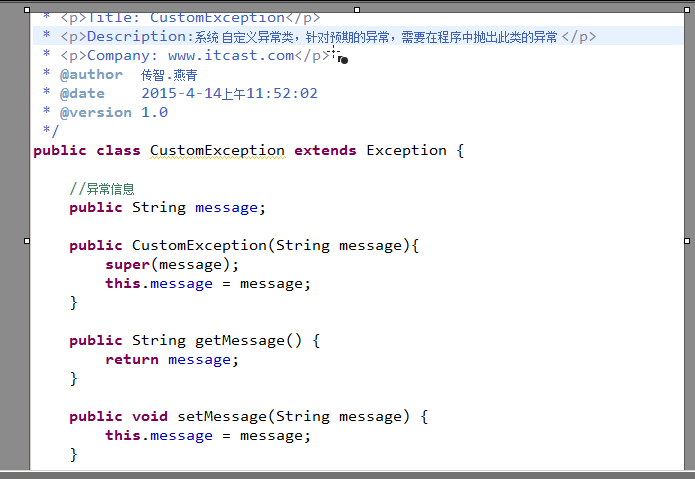 * <p>Title: CustomException</p>
* <p>Description:系统 自定义异常类，针对预期的异常，需要在程序中抛出此类的异常 </p>
* <p>Company: www.itcast.com</p>
* @author 传智.燕青
* @date 2015-4-14上午11:52:02
* @version 1.0
*/
public class CustomException extends Exception {
//异常信息
public String message;
public CustomException(String message){
super(message);
this.message = message;
}
public String getMessage() {
return message;
}
public void setMessage(String message) {
this.message = message;
}